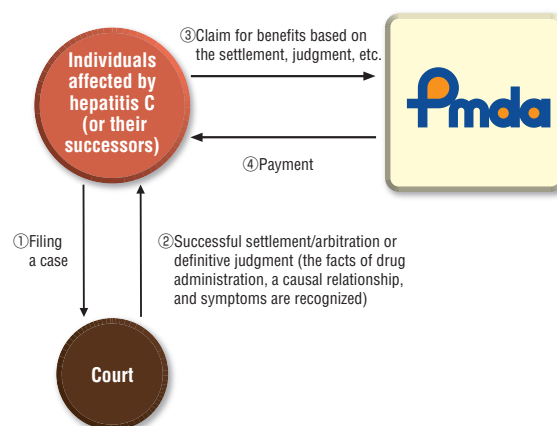 ③Claim for benefits based on
the settlement, judgment, etc.
Individuals
affected by
hepatitis C
(or their
successors)
pmda
④Payment
①Filing
a case
②Successful settlement/arbitration or
definitive judgment (the facts of drug
administration, a causal relationship,
and symptoms are recognized)
Court